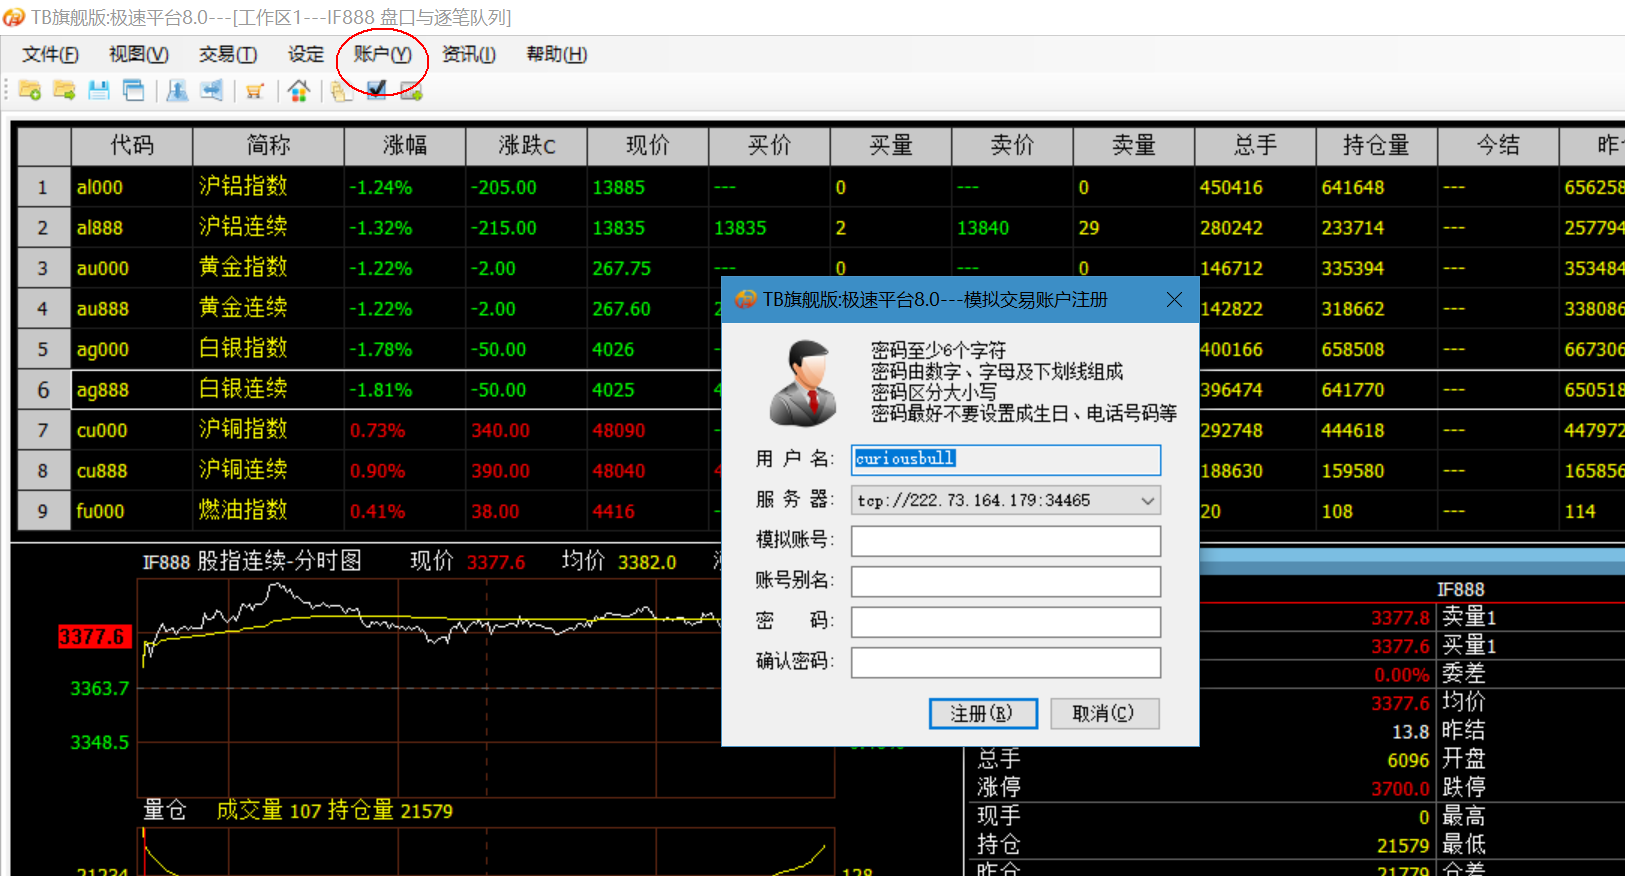 TB旗舰版:极速平台8.0---[工作区1---IF888 盘口与逐笔队列]
文件(F) 视图(V) 交易(T) 设定 账户(Y) 资讯(I) 帮助(H)
代码 简称 涨幅 涨跌C 现价 买价 买量 卖价 卖量 总手 持仓量 今结 昨
1 al000 沪铝指数 -1.24% -205.00 13885 --- 0 --- 0 450416 641648 --- 656258
2 al888 沪铝连续 -1.32% -215.00 13835 13835 2 13840 29 280242 233714 --- 257794
3 au000 黄金指数 -1.22% -2.00 267.75 --- 0 --- 0 146712 335394 --- 353484
4 au888 黄金连续 -1.22% -2.00 267.60 142822 318662 --- 338086
5 ag000 白银指数 -1.78% -50.00 4026 400166 658508 --- 667306
6 ag888 白银连续 -1.81% -50.00 4025 396474 641770 --- 650518
7 cu000 沪铜指数 0.73% 340.00 48090 292748 444618 --- 447972
8 cu888 沪铜连续 0.90% 390.00 48040 188630 159580 --- 165856
9 fu000 燃油指数 0.41% 38.00 4416 20 108 --- 114
TB旗舰版:极速平台8.0---模拟交易账户注册
密码至少6个字符
密码由数字、字母及下划线组成
密码区分大小写
密码最好不要设置成生日、电话号码等
用 户 名: curiousbull
服 务 器: tcp://222.73.164.179:34465
模拟账号:
账号别名:
密 码:
确认密码:
注册(R) 取消(C)
IF888 股指连续-分时图 现价 3377.6 均价 3382.0
3377.6
3363.7
3348.5
量仓 成交量 107 持仓量 21579
21234
128
IF888
3377.8 卖量1
3377.6 买量1
0.00% 委差
3377.6 均价
13.8 昨结
总手 6096 开盘
涨停 3700.0 跌停
现手 0 最高
持仓 21579 最低
昨仓 21779 仓差